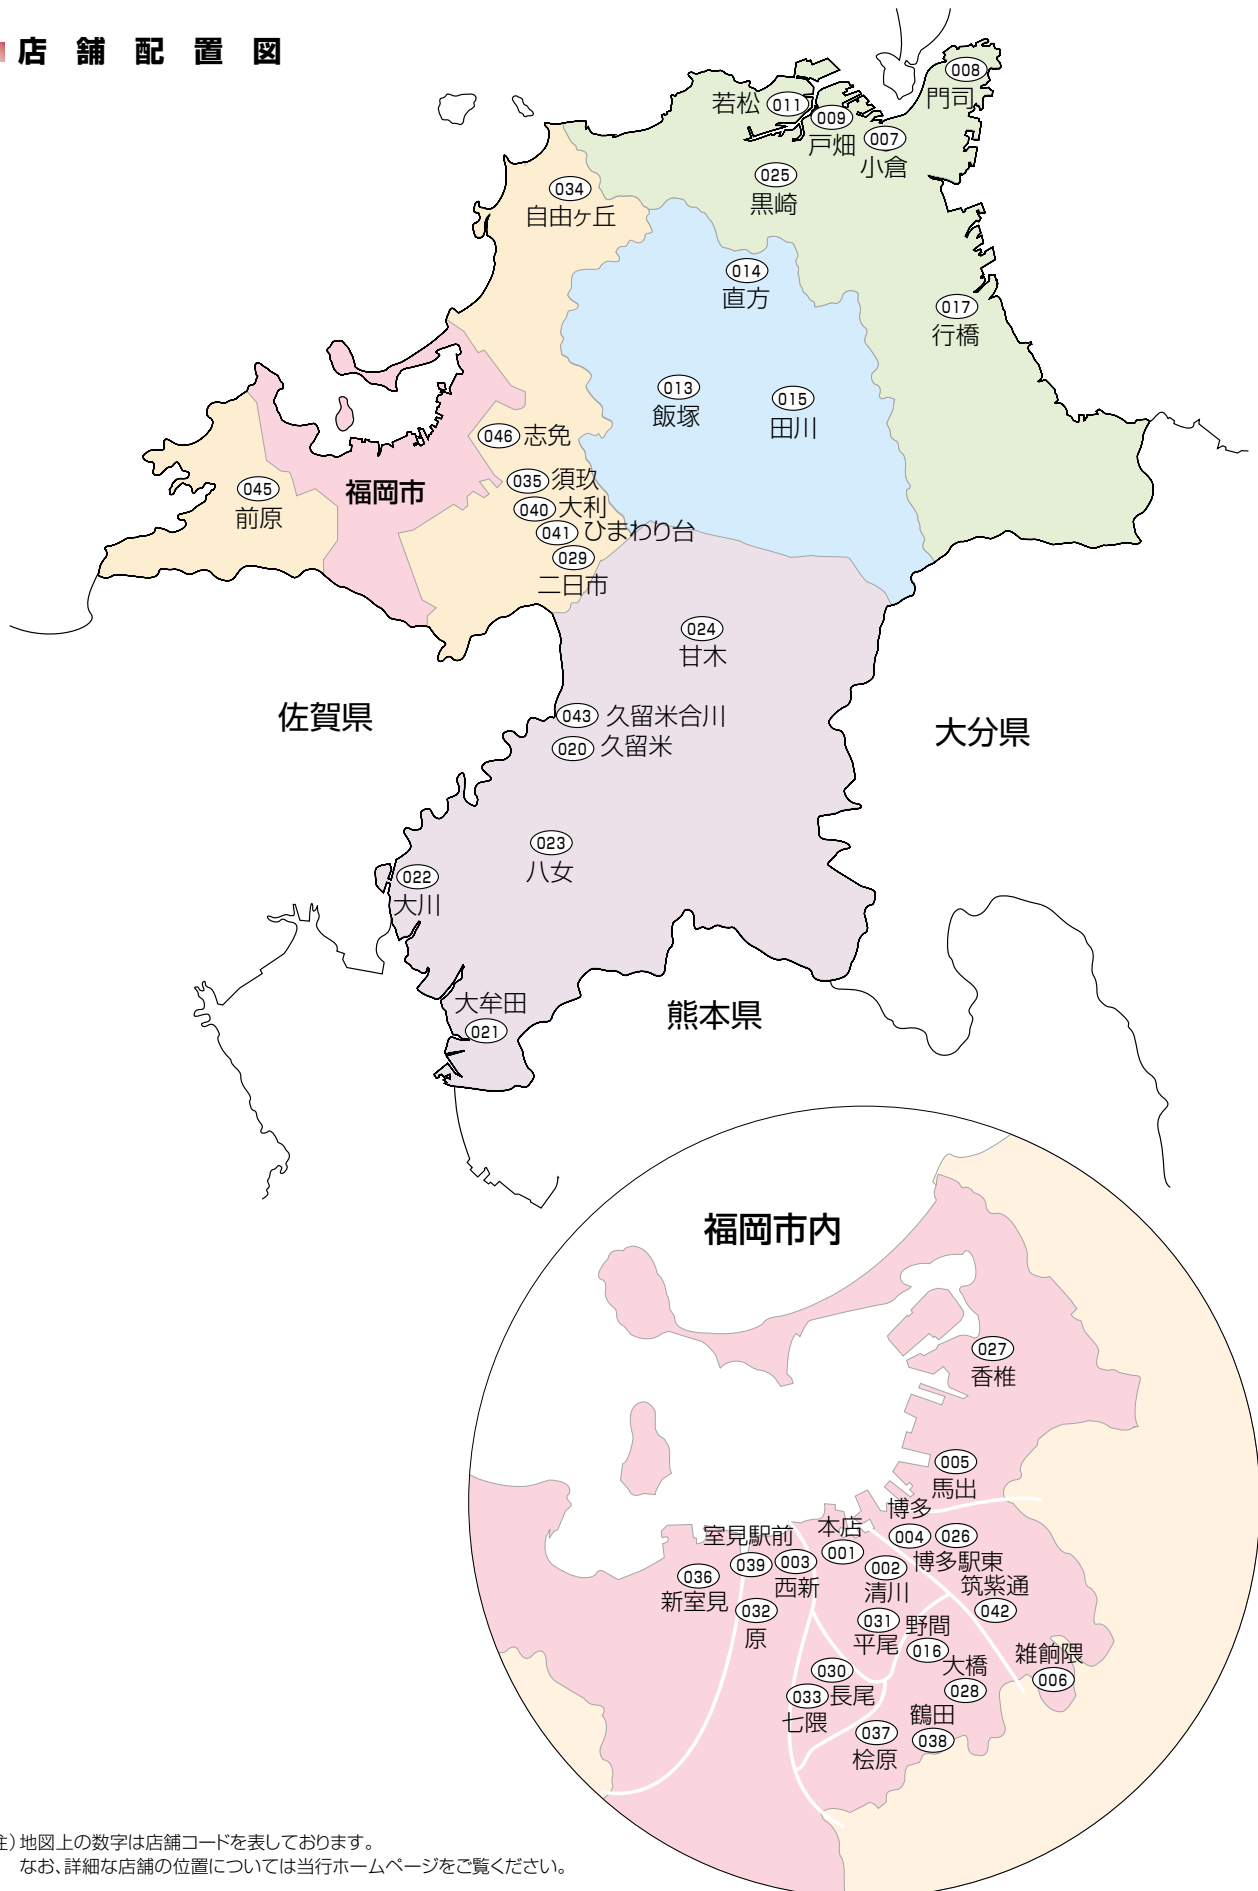 店舗配置図
008
門司
若松 011
009
戸畑
007
小倉
025
黒崎
034
自由ヶ丘
014
直方
017
行橋
013
飯塚
015
田川
046 志免
035 須玖
040 大利
041 ひまわり台
029
二日市
045
前原
福岡市
024
甘木
佐賀県
043 久留米合川
020 久留米
大分県
023
八女
022
大川
大牟田
021
熊本県
福岡市内
027
香椎
005
馬出
博多
004
026
博多駅東
本店
001
002
清川
室見駅前
039
003
西新
036
新室見
032
原
筑紫通
042
031
平尾
野間
016
大橋
028
雑餉隈
006
030
長尾
033
七隈
鶴田
038
037
桧原
注）地図上の数字は店舗コードを表しております。
なお、詳細な店舗の位置については当行ホームページをご覧ください。